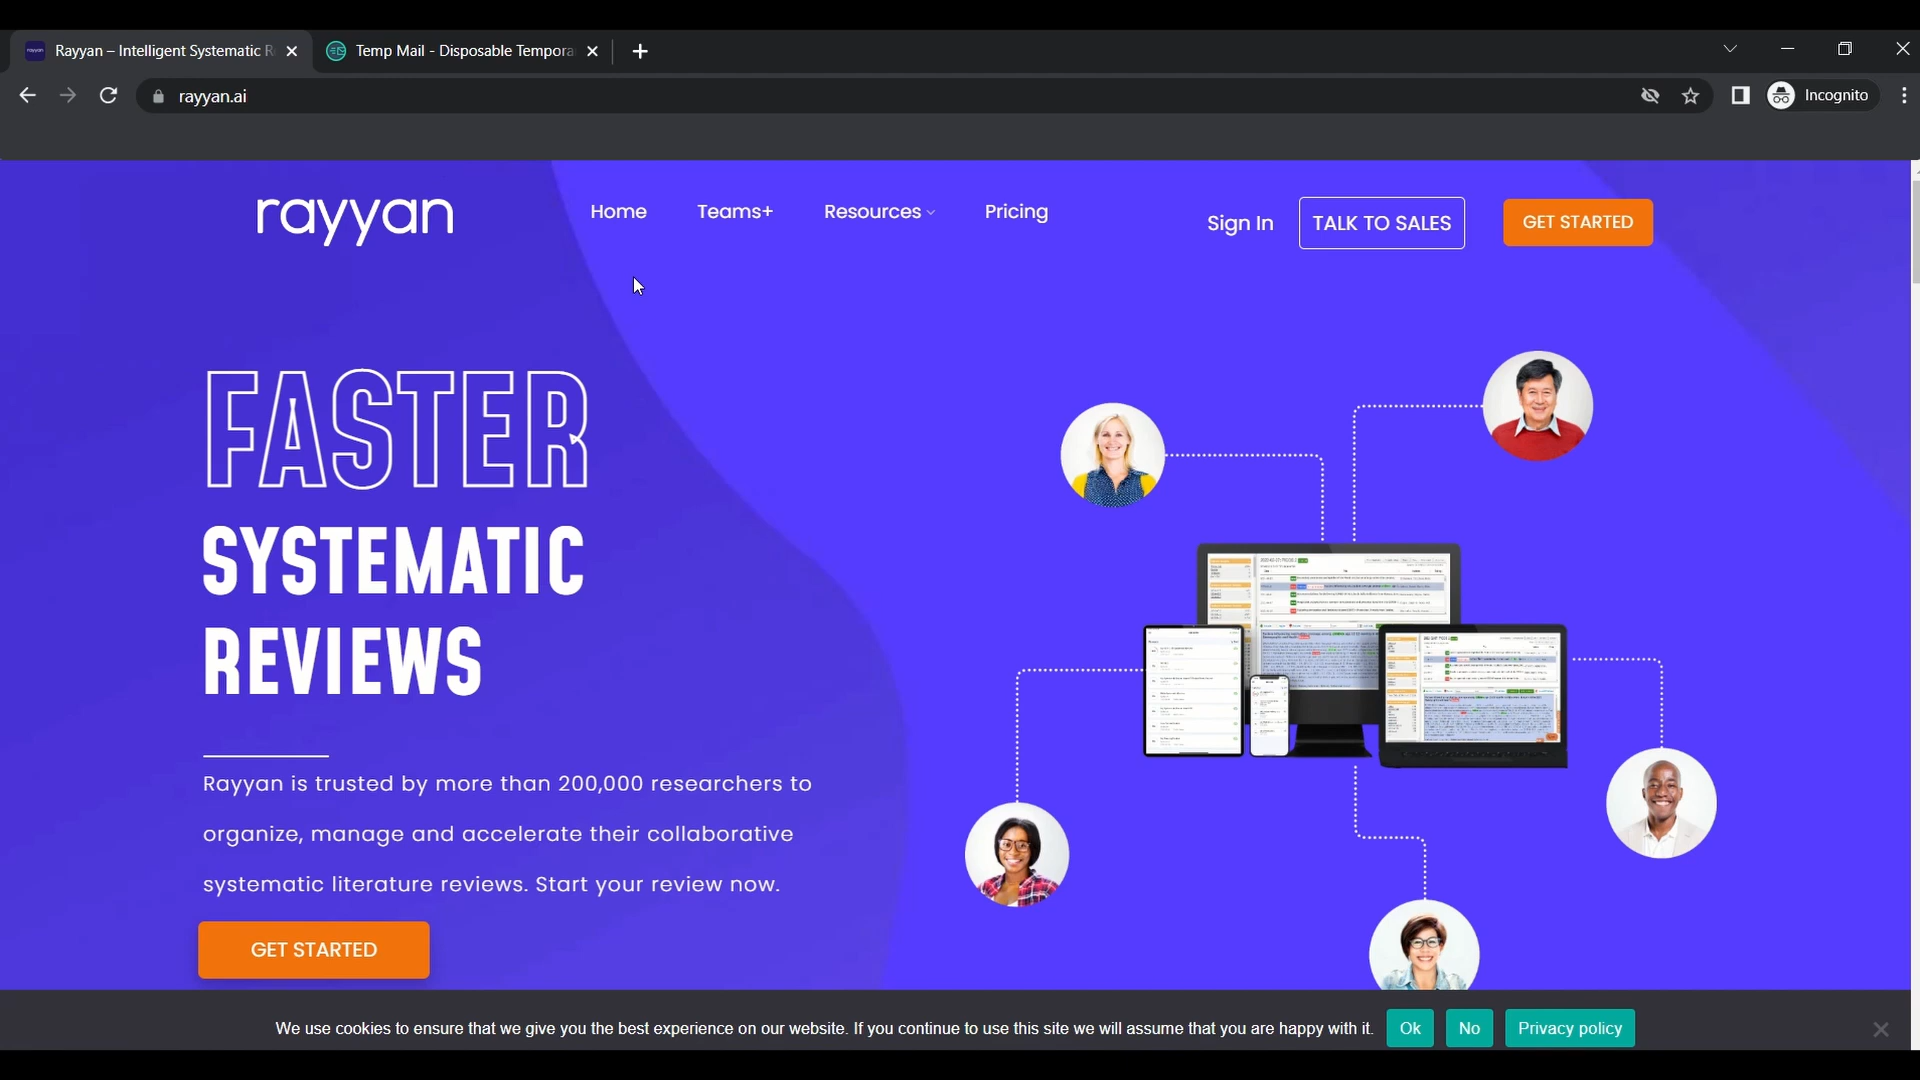 Rayyan – Intelligent Systematic R
Temp Mail - Disposable Tempora
rayyan.ai
Incognito
rayyan
Home
Teams+
Resources
Pricing
Sign In
TALK TO SALES
GET STARTED
FASTER
SYSTEMATIC
REVIEWS
Rayyan is trusted by more than 200,000 researchers to
organize, manage and accelerate their collaborative
systematic literature reviews. Start your review now.
GET STARTED
We use cookies to ensure that we give you the best experience on our website. If you continue to use this site we will assume that you are happy with it.
Ok
No
Privacy policy